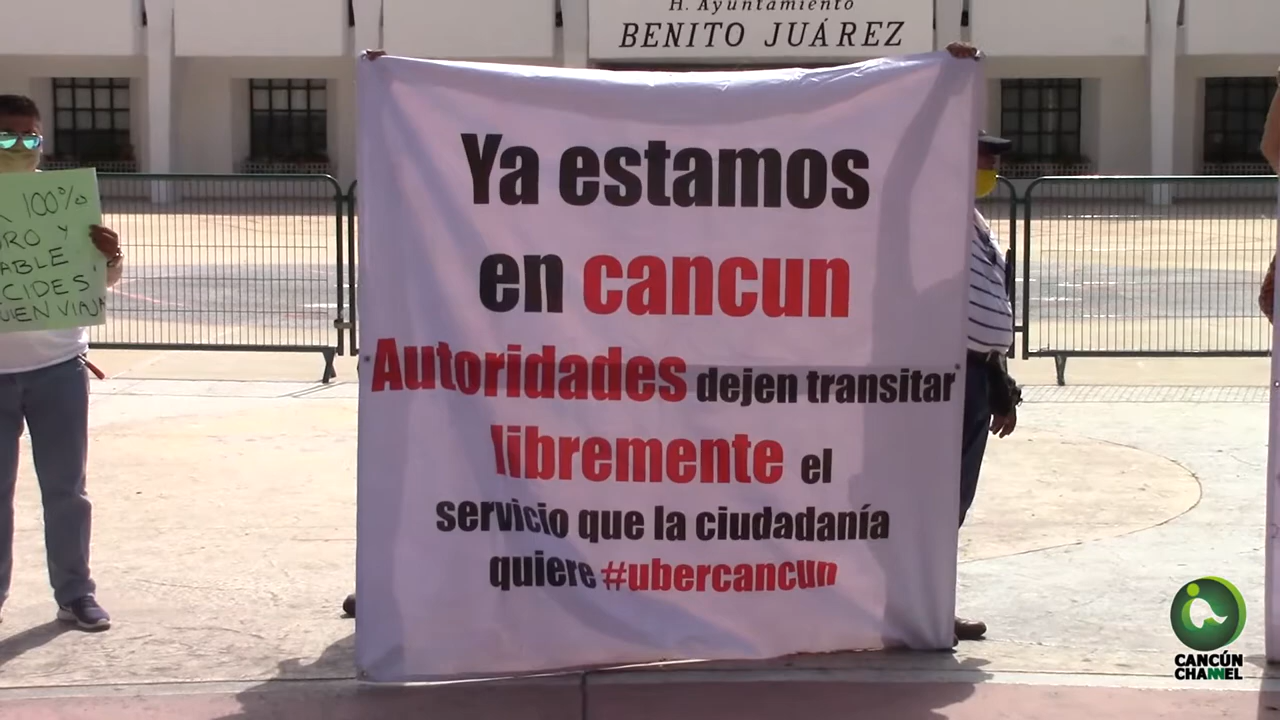 H. Ayuntamiento
BENITO JUÁREZ
Ya estamos
en cancun
Autoridades dejen transitar
libremente el
servicio que la ciudadanía
quiere #ubercancun
100%
Y
VIAJA
CANCÚN
CHANNEL